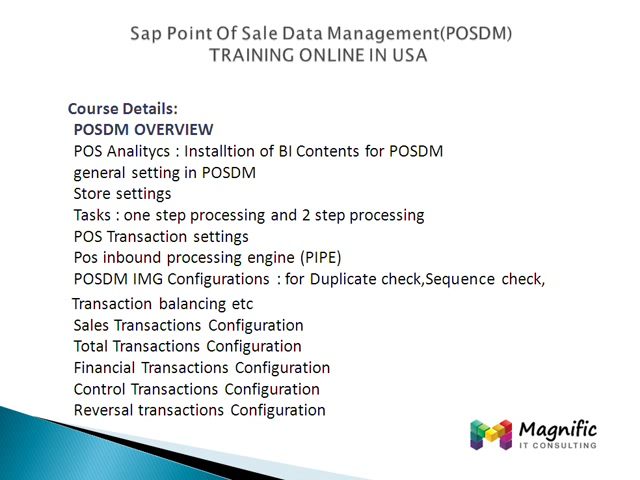 Sap Point Of Sale Data Management(POSDM)
TRAINING ONLINE IN USA
Course Details:
POSDM OVERVIEW
POS Analitycs : Installtion of BI Contents for POSDM
general setting in POSDM
Store settings
Tasks : one step processing and 2 step processing
POS Transaction settings
Pos inbound processing engine (PIPE)
POSDM IMG Configurations : for Duplicate check,Sequence check,
Transaction balancing etc
Sales Transactions Configuration
Total Transactions Configuration
Financial Transactions Configuration
Control Transactions Configuration
Reversal transactions Configuration
Magnific
IT CONSULTING